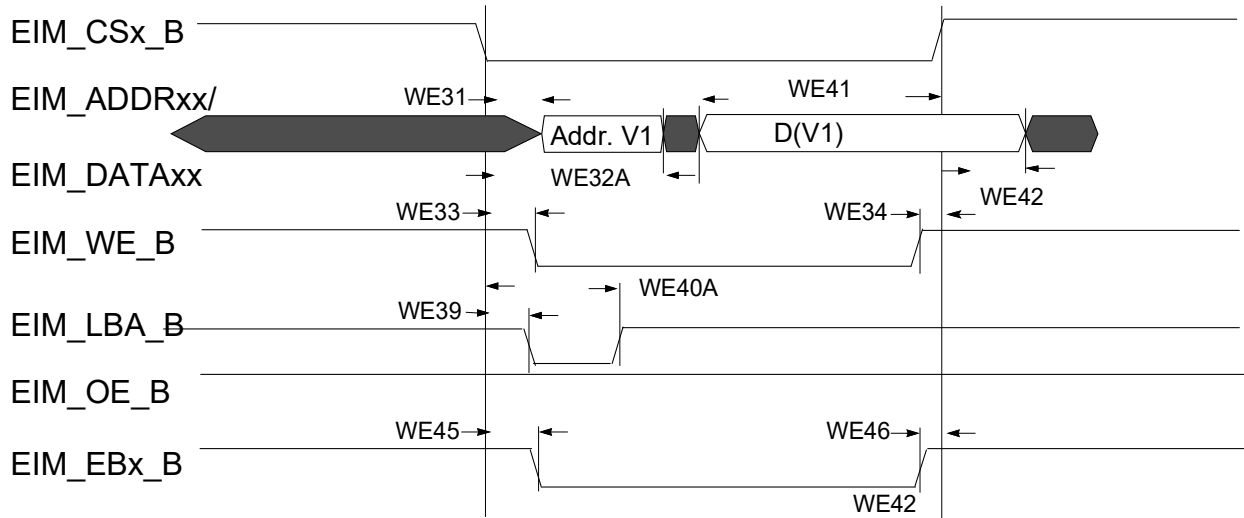 EIM_CSx_B
EIM_ADDRxx/ WE31 WE41
Addr. V1 D(V1)
EIM_DATAxx WE32A WE42
WE33 WE34
EIM_WE_B
WE40A
WE39
EIM_LBA_B
EIM_OE_B
WE45 WE46
EIM_EBx_B
WE42